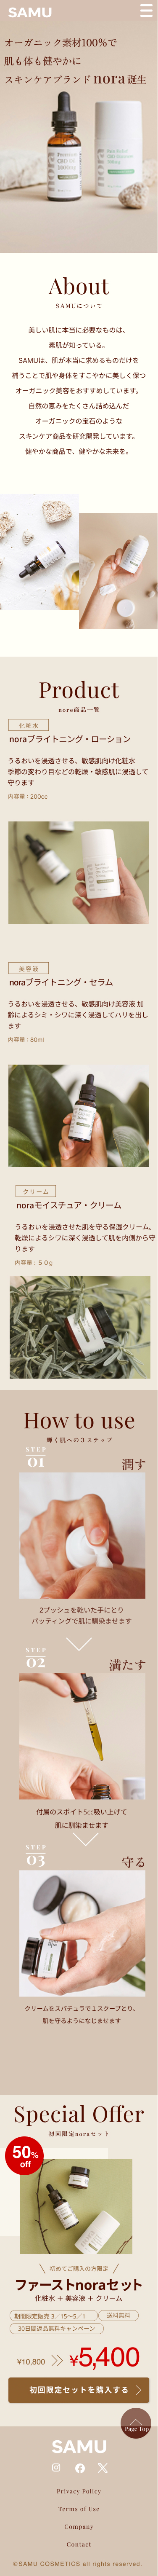 SAMU
オーガニック素材100%で
肌も体も健やかに
スキンケアブランドnora誕生
About
SAMUについて
美しい肌に本当に必要なものは、
素肌が知っている。
SAMUは、肌が本当に求めるものだけを
補うことで肌や身体をすこやかに美しく保つ
オーガニック美容をおすすめしています。
自然の恵みをたくさん詰め込んだ
オーガニックの宝石のような
スキンケア商品を研究開発しています。
健やかな商品で、健やかな未来を。
Product
nore商品一覧
化粧水
noraブライトニング・ローション
うるおいを浸透させる、敏感肌向け化粧水
季節の変わり目などの乾燥・敏感肌に浸透して
守ります
内容量：200cc
美容液
noraブライトニング・セラム
うるおいを浸透させる、敏感肌向け美容液 加
齢によるシミ・シワに深く浸透してハリを出し
ます
内容量：80ml
クリーム
noraモイスチュア・クリーム
うるおいを浸透させた肌を守る保湿クリーム。
乾燥によるシワに深く浸透して肌を内側から守
ります
内容量：５０g
How to use
輝く肌への３ステップ
STEP
01
潤す
2プッシュを乾いた手にとり
パッティングで肌に馴染ませます
STEP
02
満たす
付属のスポイト5cc吸い上げて
肌に馴染ませます
STEP
03
守る
クリームをスパチュラで１スクープとり、
肌を守るようになじませます
Special Offer
初回限定noraセット
50%
off
初めてご購入の方限定
ファーストnoraセット
化粧水 ＋ 美容液 ＋ クリーム
期間限定販売 3／15〜5／1
送料無料
30日間返品無料キャンペーン
¥10,800
¥5,400
初回限定セットを購入する
Page Top
SAMU
Privacy Policy
Terms of Use
Company
Contact
©SAMU COSMETICS all rights reserved.